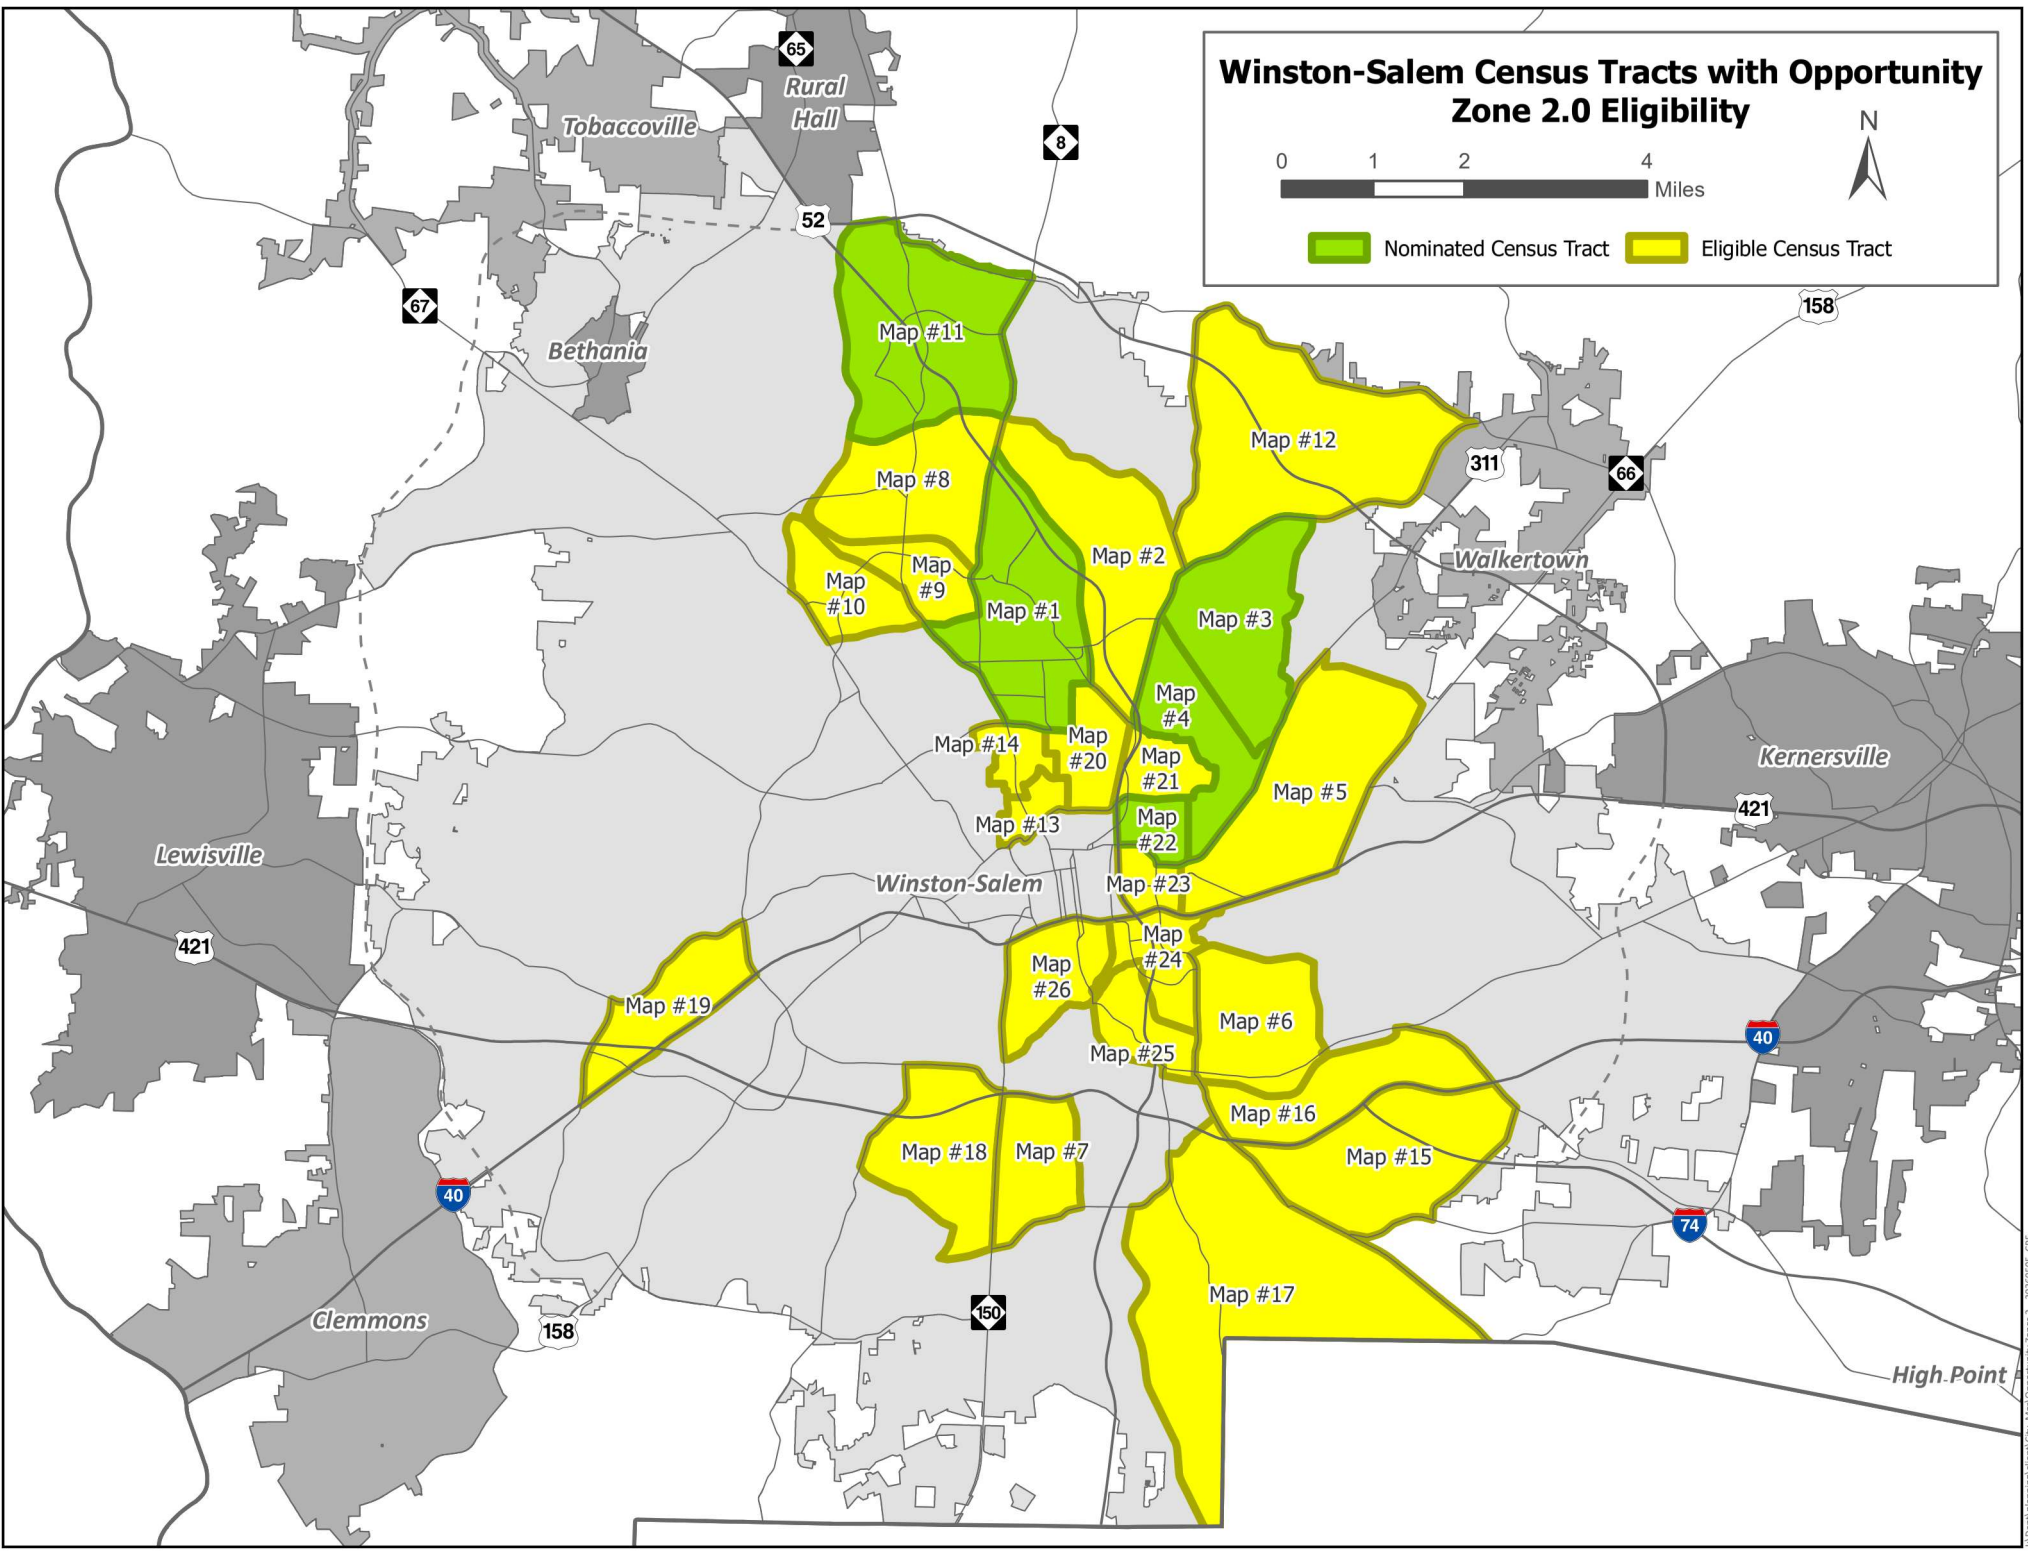 Winston-Salem Census Tracts with Opportunity
Zone 2.0 Eligibility
N
0 1 2 4
Miles
Nominated Census Tract Eligible Census Tract
65
Rural
Hall
Tobaccoville
8
52
67
158
Bethania
Map #11
Map #12
311
66
Map #8
Map #2
Walkertown
Map
#9
Map
#10
Map #1
Map #3
Map
#4
Map #14
Map
#20
Map
#21
Kernersville
Map #5
421
Map #13
Map
#22
Lewisville
Winston-Salem
Map #23
421
Map
#24
Map
#26
Map #19
Map #6
40
Map #25
Map #16
Map #18
Map #7
Map #15
40
74
Map #17
150
Clemmons
158
High Point